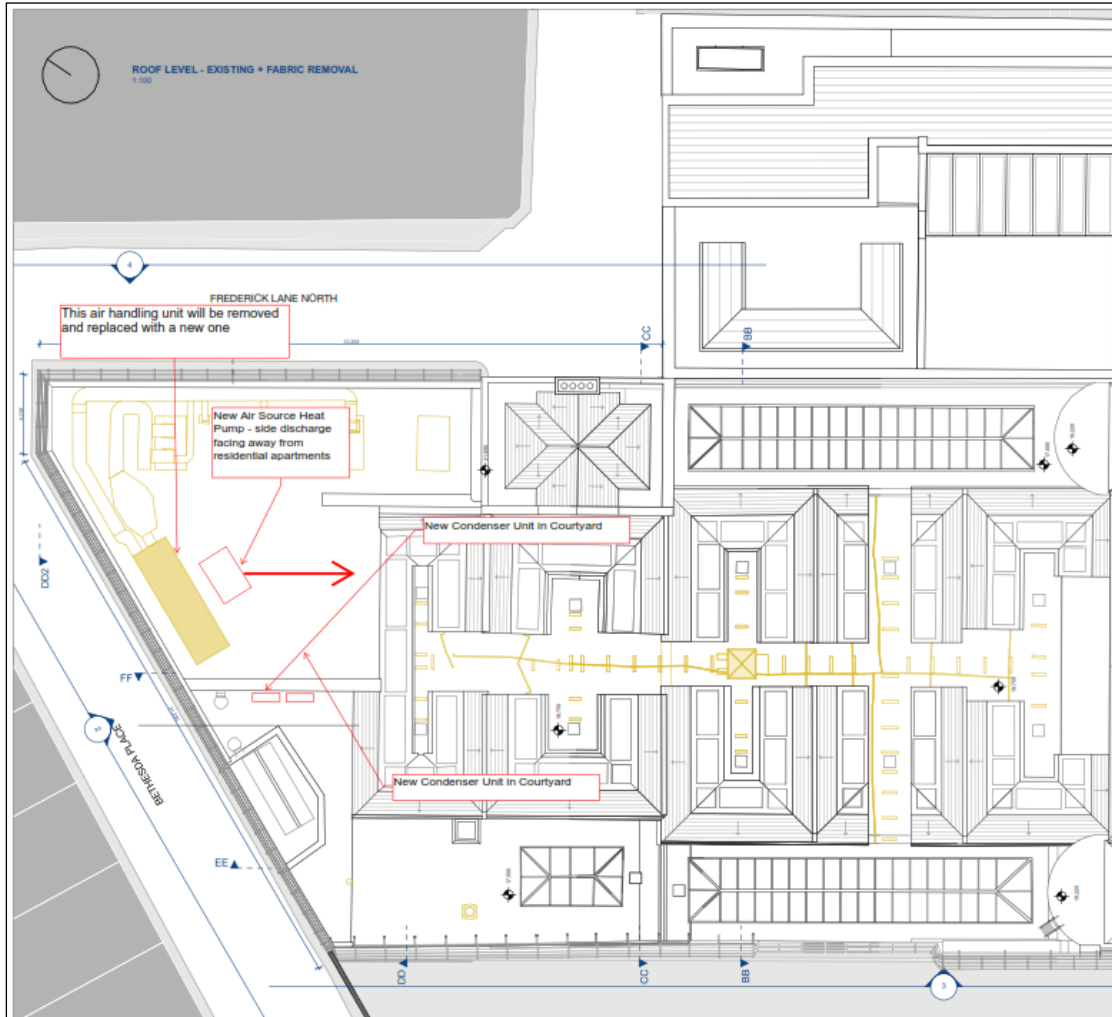 ROOF LEVEL - EXISTING + FABRIC REMOVAL
1:100
4
FREDERICK LANE NORTH
This air handling unit will be removed
and replaced with a new one
CC
BB
New Air Source Heat
Pump - side discharge
facing away from
residential apartments
New Condenser Unit in Courtyard
DD2
FF
BETHESDA PLACE
New Condenser Unit in Courtyard
EE
DD
CC
BB
3